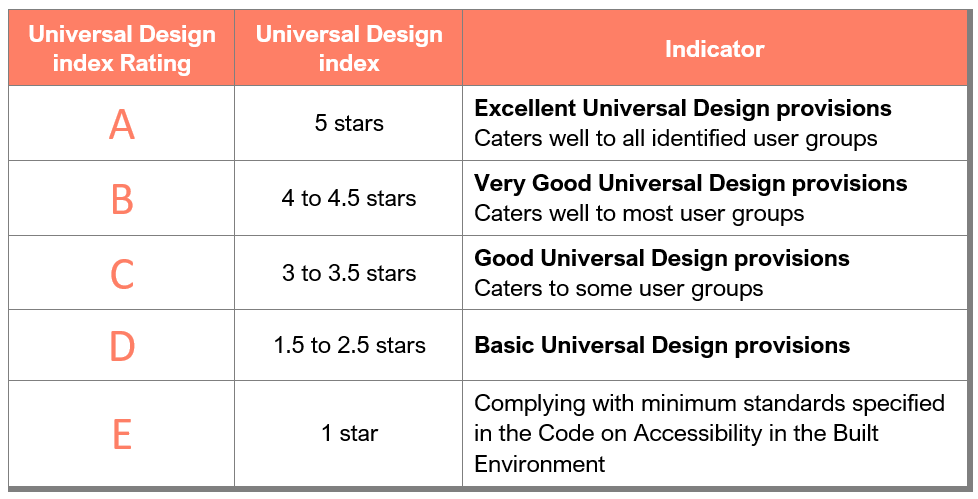 Universal Design
index Rating
Universal Design
index
Indicator
A
5 stars
Excellent Universal Design provisions
Caters well to all identified user groups
B
4 to 4.5 stars
Very Good Universal Design provisions
Caters well to most user groups
C
3 to 3.5 stars
Good Universal Design provisions
Caters to some user groups
D
1.5 to 2.5 stars
Basic Universal Design provisions
E
1 star
Complying with minimum standards specified
in the Code on Accessibility in the Built
Environment